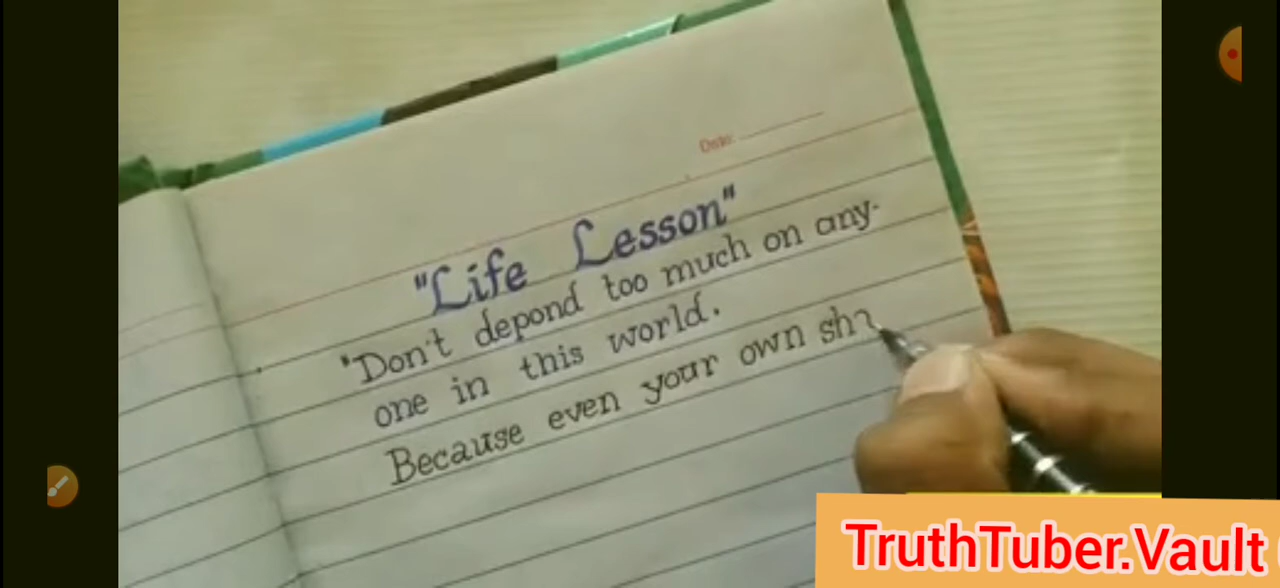 Date:
"Life Lesson"
"Don't depond too much on any-
one in this world.
Because even your own sha
TruthTuber.Vault